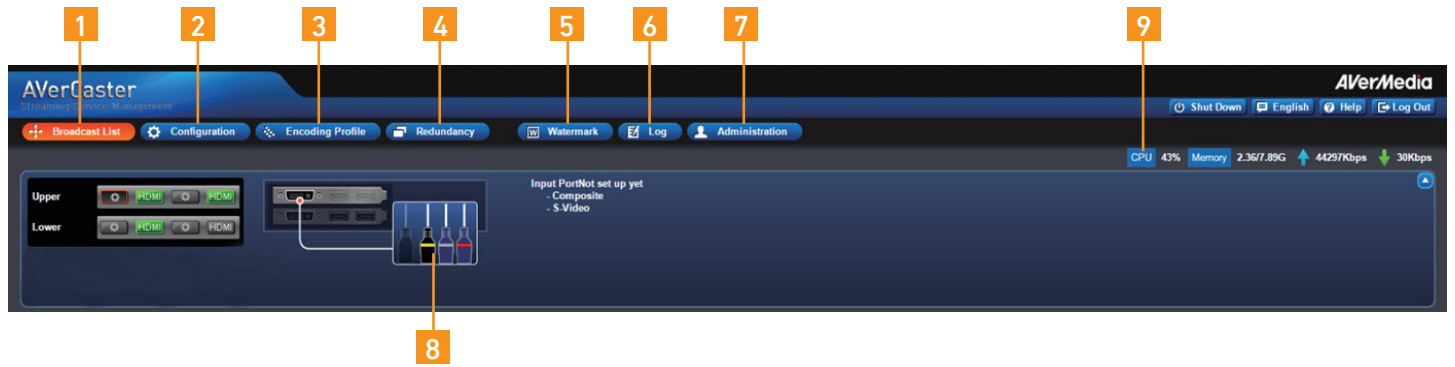 1 2 3 4 5 6 7 9
AVerCaster AVerMedia
Streaming Service Management
Shut Down English Help Log Out
Broadcast List Configuration Encoding Profile Redundancy W Watermark Log Administration
CPU 43% Memory 2.36/7.89G 44297Kbps 30Kbps
Upper HDMI HDMI
Lower HDMI HDMI
Input PortNot set up yet
- Composite
- S-Video
8